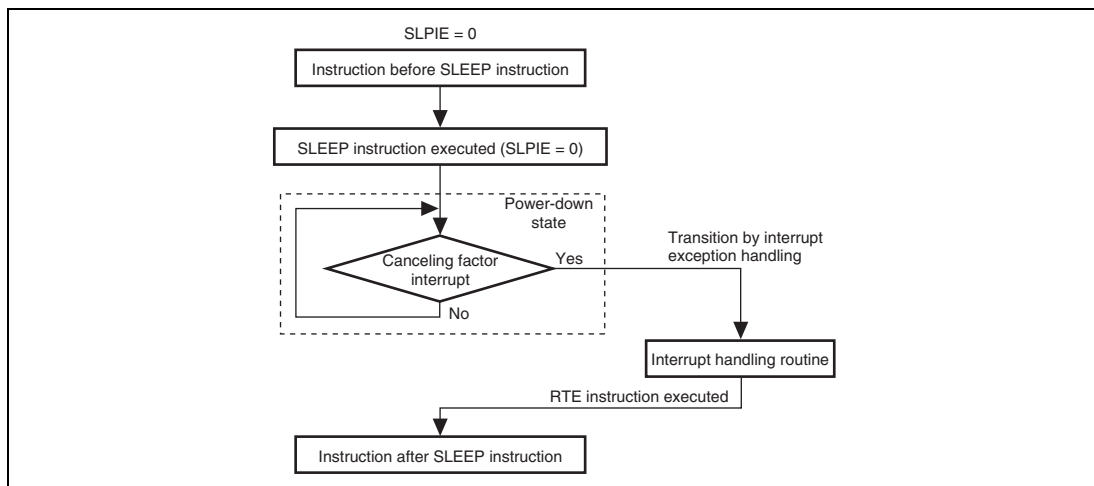 SLPIE = 0
Instruction before SLEEP instruction
SLEEP instruction executed (SLPIE = 0)
Power-down
state
Canceling factor
interrupt
Yes
No
Transition by interrupt
exception handling
Interrupt handling routine
RTE instruction executed
Instruction after SLEEP instruction